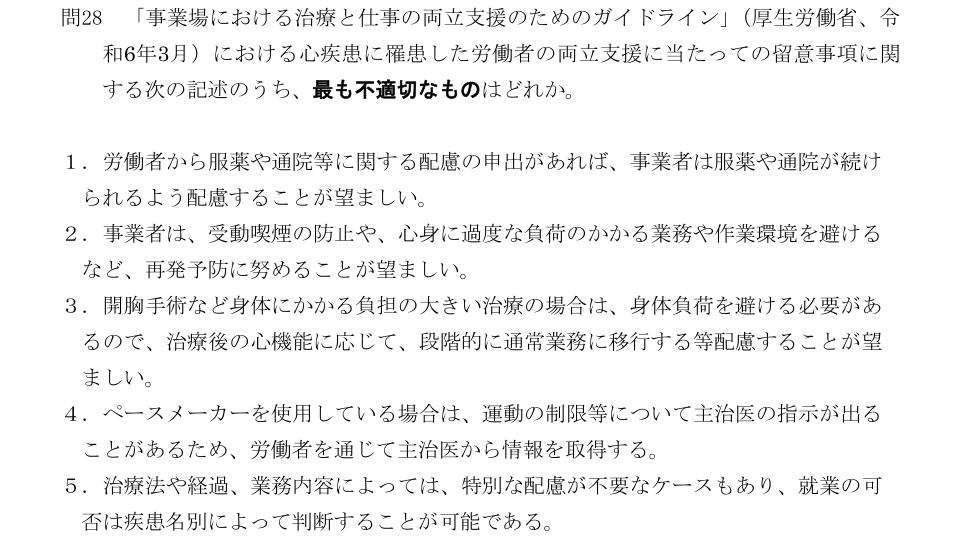 問28　「事業場における治療と仕事の両立支援のためのガイドライン」（厚生労働省、令
和6年3月）における心疾患に罹患した労働者の両立支援に当たっての留意事項に関
する次の記述のうち、最も不適切なものはどれか。
１．労働者から服薬や通院等に関する配慮の申出があれば、事業者は服薬や通院が続け
られるよう配慮することが望ましい。
２．事業者は、受動喫煙の防止や、心身に過度な負荷のかかる業務や作業環境を避ける
など、再発予防に努めることが望ましい。
３．開胸手術など身体にかかる負担の大きい治療の場合は、身体負荷を避ける必要があ
るので、治療後の心機能に応じて、段階的に通常業務に移行する等配慮することが望
ましい。
４．ペースメーカーを使用している場合は、運動の制限等について主治医の指示が出る
ことがあるため、労働者を通じて主治医から情報を取得する。
５．治療法や経過、業務内容によっては、特別な配慮が不要なケースもあり、就業の可
否は疾患名別によって判断することが可能である。